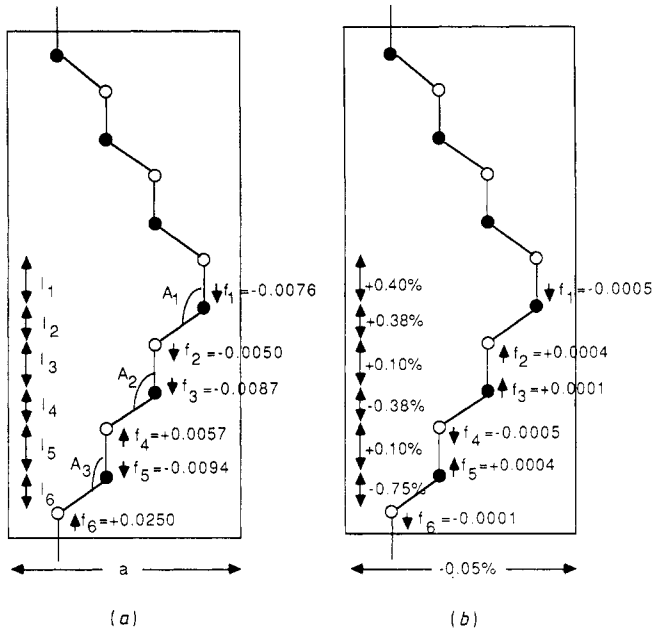 l₁
A₁
f₁=-0.0076
l₂
l₃
f₂=-0.0050
A₂
f₃=-0.0087
l₄
f₄=+0.0057
l₅
A₃
f₅=-0.0094
l₆
f₆=+0.0250
a
(a)
+0.40%
f₁=-0.0005
+0.38%
+0.10%
f₂=+0.0004
f₃=+0.0001
-0.38%
f₄=-0.0005
+0.10%
f₅=+0.0004
-0.75%
f₆=-0.0001
-0.05%
(b)